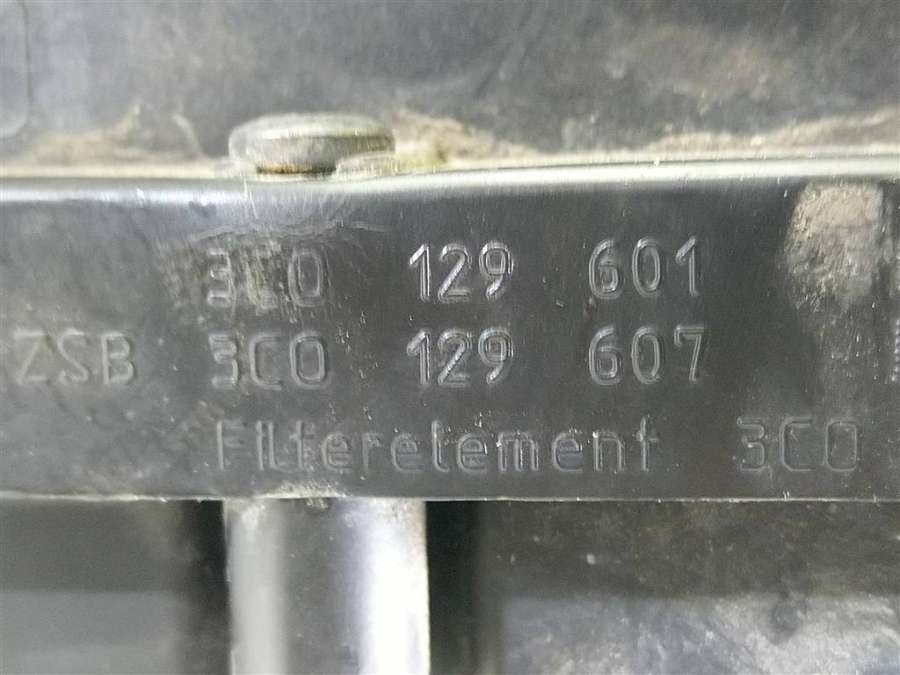 3C0 129 601
ZSB 3C0 129 607
Filterelement 3C0